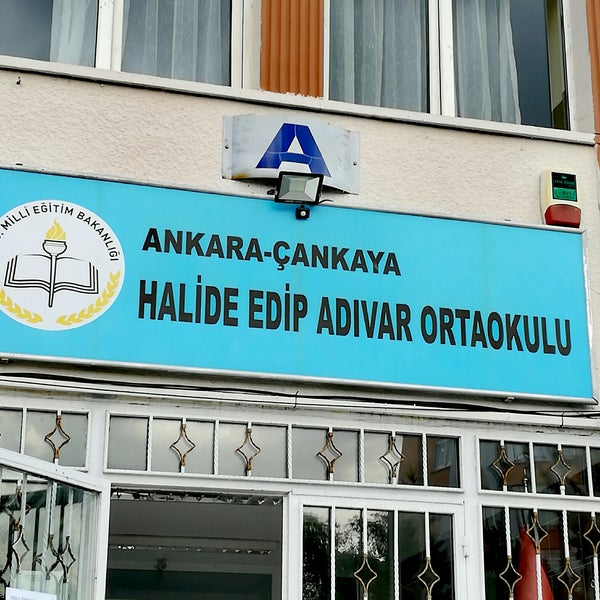 A
. MİLLİ EĞİTİM BAKANLIĞI
ANKARA-ÇANKAYA
HALİDE EDİP ADIVAR ORTAOKULU